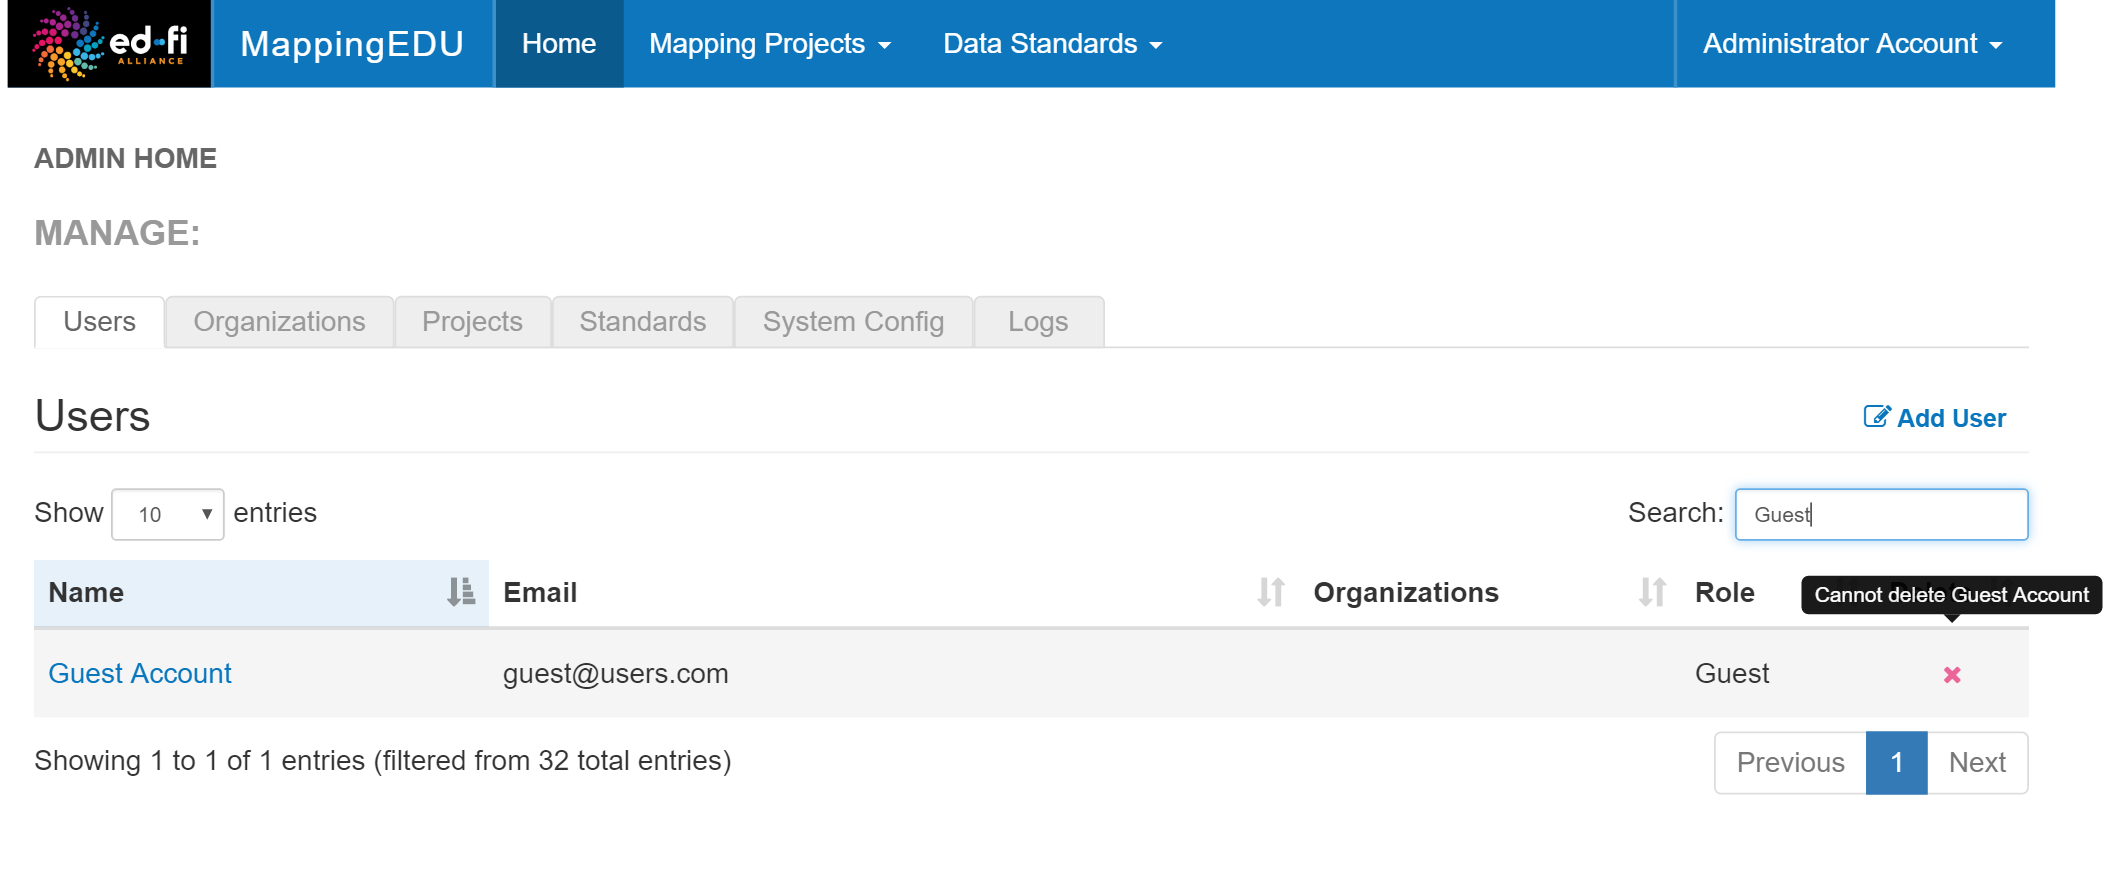 ed-fi ALLIANCE MappingEDU Home Mapping Projects Data Standards Administrator Account
ADMIN HOME
MANAGE:
Users Organizations Projects Standards System Config Logs
Users Add User
Show 10 entries Search: Guest
Name Email Organizations Role Cannot delete Guest Account
Guest Account guest@users.com Guest
Showing 1 to 1 of 1 entries (filtered from 32 total entries) Previous 1 Next